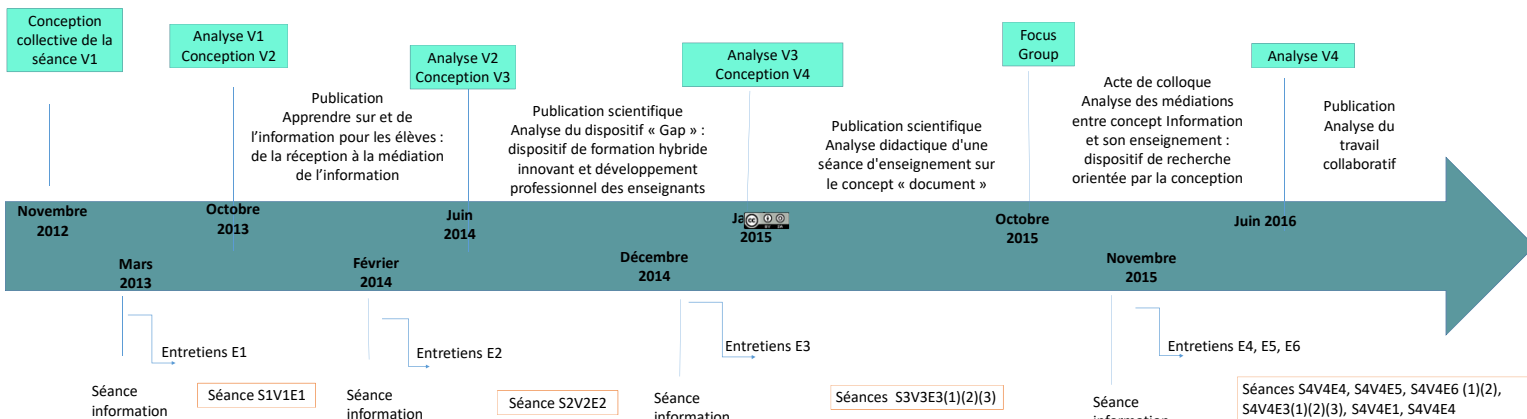 Conception
collective de la
séance V1
Analyse V1
Conception V2
Analyse V2
Conception V3
Analyse V3
Conception V4
Focus
Group
Analyse V4
Publication
Apprendre sur et de
l'information pour les élèves :
de la réception à la médiation
de l'information
Publication scientifique
Analyse du dispositif « Gap » :
dispositif de formation hybride
innovant et développement
professionnel des enseignants
Publication scientifique
Analyse didactique d'une
séance d'enseignement sur
le concept « document »
Acte de colloque
Analyse des médiations
entre concept Information
et son enseignement :
dispositif de recherche
orientée par la conception
Publication
Analyse du
travail
collaboratif
Novembre
2012
Octobre
2013
Juin
2014
2015
Octobre
2015
Juin 2016
Mars
2013
Février
2014
Décembre
2014
Novembre
2015
Entretiens E1
Entretiens E2
Entretiens E3
Entretiens E4, E5, E6
Séance
information
Séance S1V1E1
Séance
information
Séance S2V2E2
Séance
information
Séances S3V3E3(1)(2)(3)
Séance
information
Séances S4V4E4, S4V4E5, S4V4E6 (1)(2),
S4V4E3(1)(2)(3), S4V4E1, S4V4E4